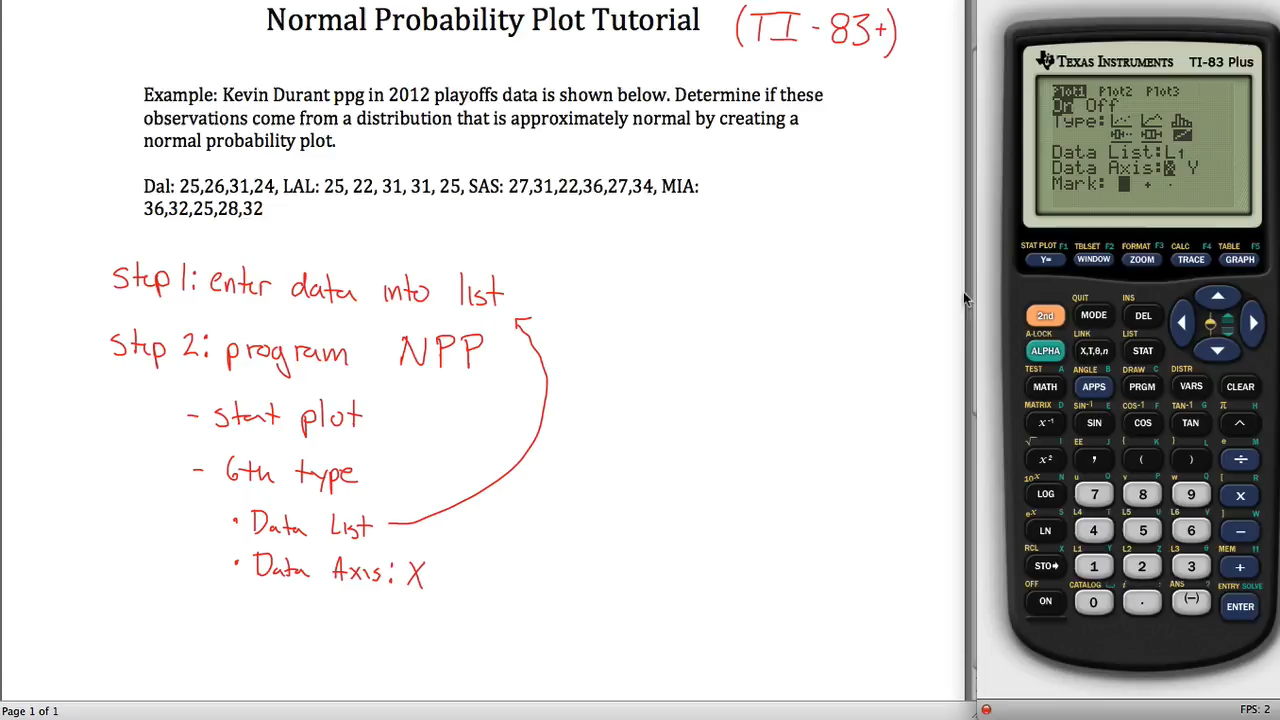 Normal Probability Plot Tutorial (TI-83+)
Example: Kevin Durant ppg in 2012 playoffs data is shown below. Determine if these
observations come from a distribution that is approximately normal by creating a
normal probability plot.
Dal: 25,26,31,24, LAL: 25, 22, 31, 31, 25, SAS: 27,31,22,36,27,34, MIA:
36,32,25,28,32
Step 1: enter data into list
Step 2: program NPP
- stat plot
- 6th type
· Data List
· Data Axis: X
Page 1 of 1
TEXAS INSTRUMENTS TI-83 Plus
Plot1 Plot2 Plot3
On Off
Type:
Data List:L1
Data Axis:X Y
Mark: + ·
STAT PLOT F1 TBLSET F2 FORMAT F3 CALC F4 TABLE F5
Y= WINDOW ZOOM TRACE GRAPH
QUIT INS
2nd MODE DEL
A-LOCK LINK LIST
ALPHA X,T,θ,n STAT
TEST A ANGLE B DRAW C DISTR
MATH APPS PRGM VARS CLEAR
MATRIX D SIN-1 E COS-1 F TAN-1 G π H
x-1 SIN COS TAN ^
√ I EE J { K } L e M
x² , ( ) ÷
10x N u O v P w Q [ R
LOG 7 8 9 x
ex S L4 T L5 U L6 V ] W
LN 4 5 6 −
RCL X L1 Y L2 Z L3 θ MEM "
STO➔ 1 2 3 +
OFF CATALOG : ANS ? ENTRY SOLVE
ON 0 . (−) ENTER
FPS: 2